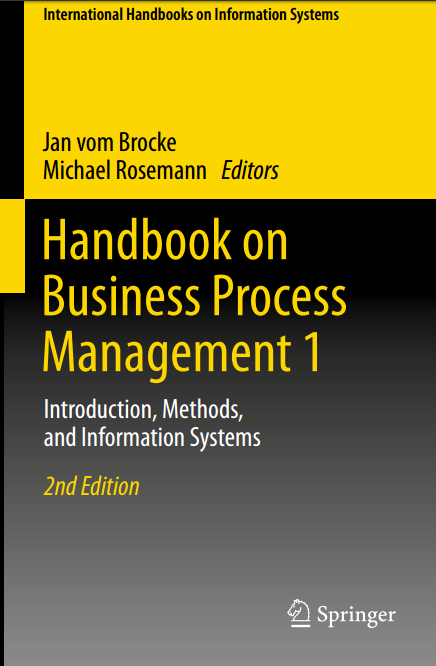 International Handbooks on Information Systems
Jan vom Brocke
Michael Rosemann Editors
Handbook on
Business Process
Management 1
Introduction, Methods,
and Information Systems
2nd Edition
Springer